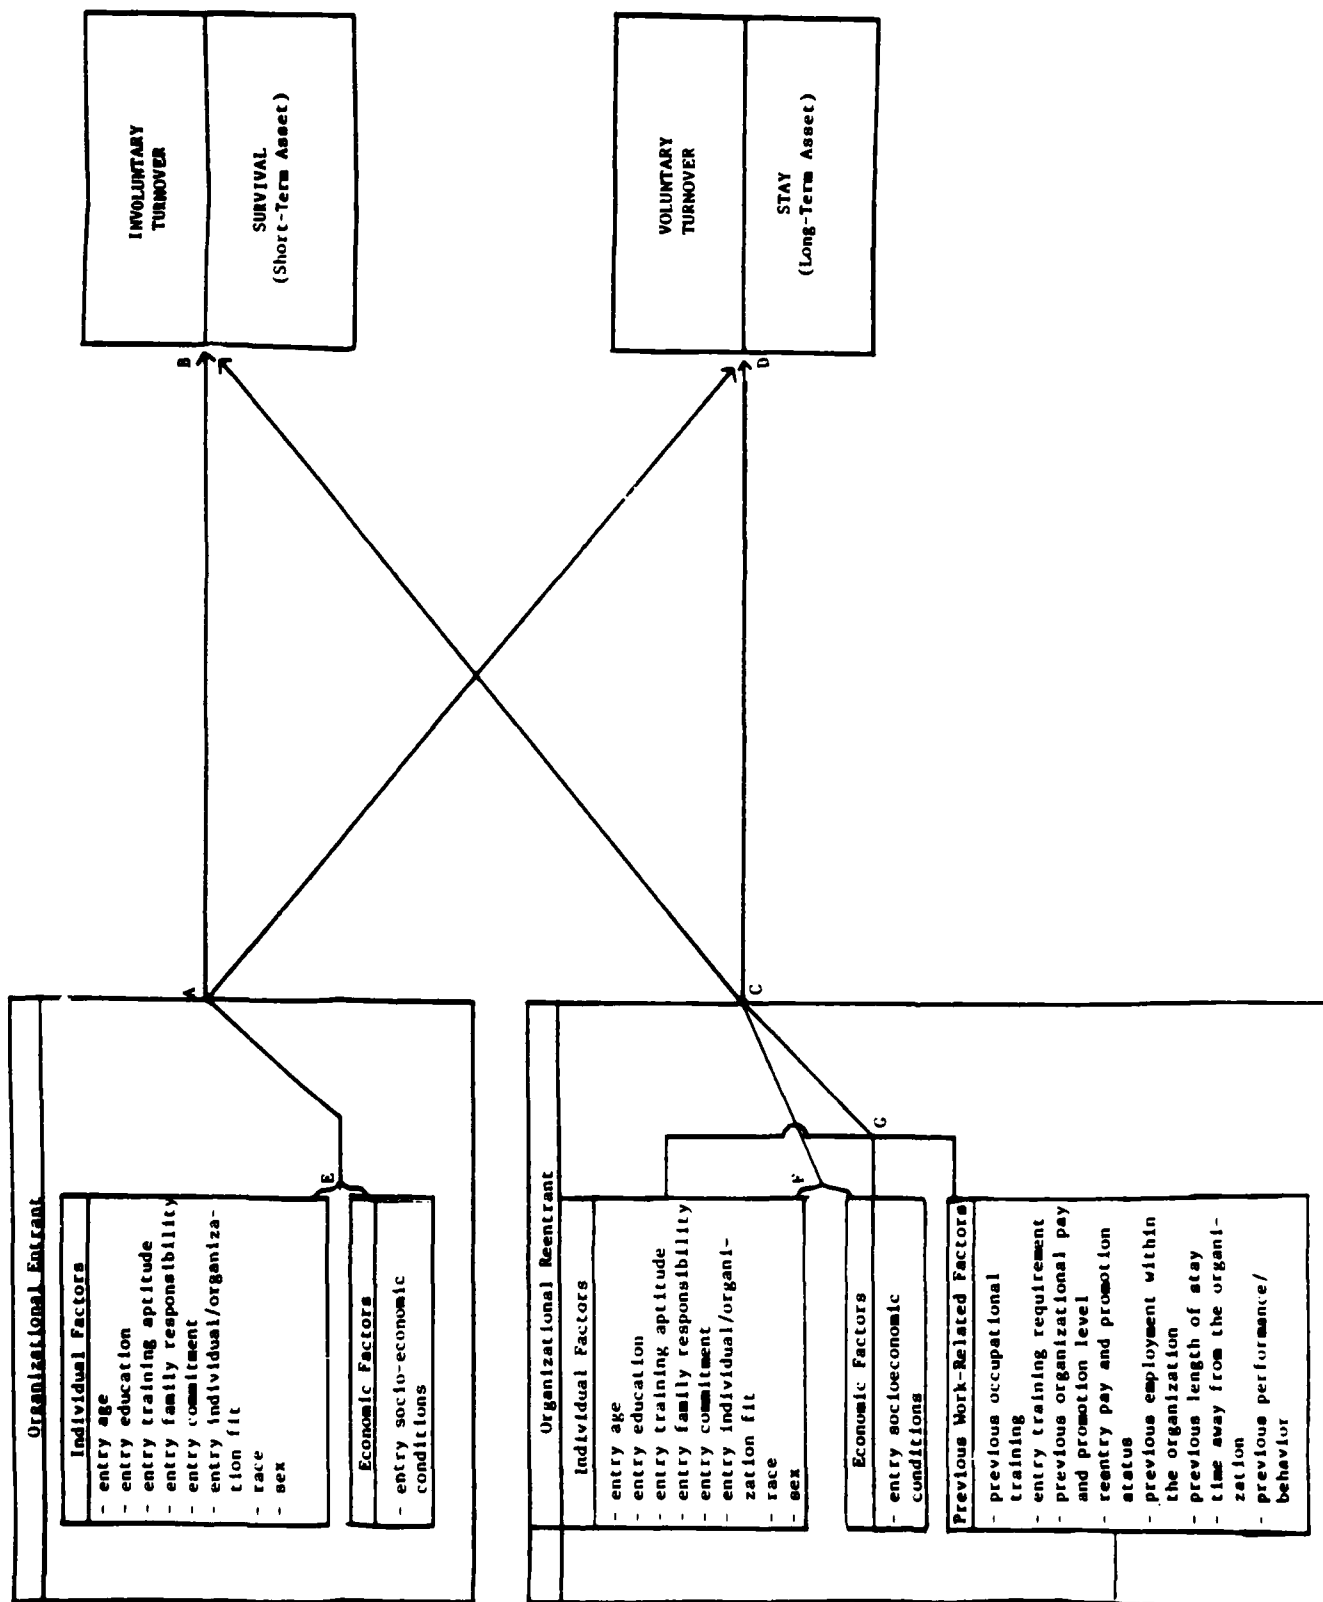 Organizational Entrant
Individual Factors
- entry age
- entry education
- entry training aptitude
- entry family responsibility
- entry commitment
- entry individual/organiza-
tion fit
- race
- sex
Economic Factors
- entry socio-economic
conditions
E
A
B
INVOLUNTARY
TURNOVER
SURVIVAL
(Short-Term Asset)
Organizational Reentrant
Individual Factors
- entry age
- entry education
- entry training aptitude
- entry family responsibility
- entry commitment
- entry individual/organi-
zation fit
- race
- sex
Economic Factors
- entry socioeconomic
conditions
Previous Work-Related Factors
- previous occupational
training
- entry training requirement
- previous organizational pay
and promotion level
- reentry pay and promotion
status
- previous employment within
the organization
- previous length of stay
- time away from the organi-
zation
- previous performance/
behavior
F
G
C
D
VOLUNTARY
TURNOVER
STAY
(Long-Term Asset)